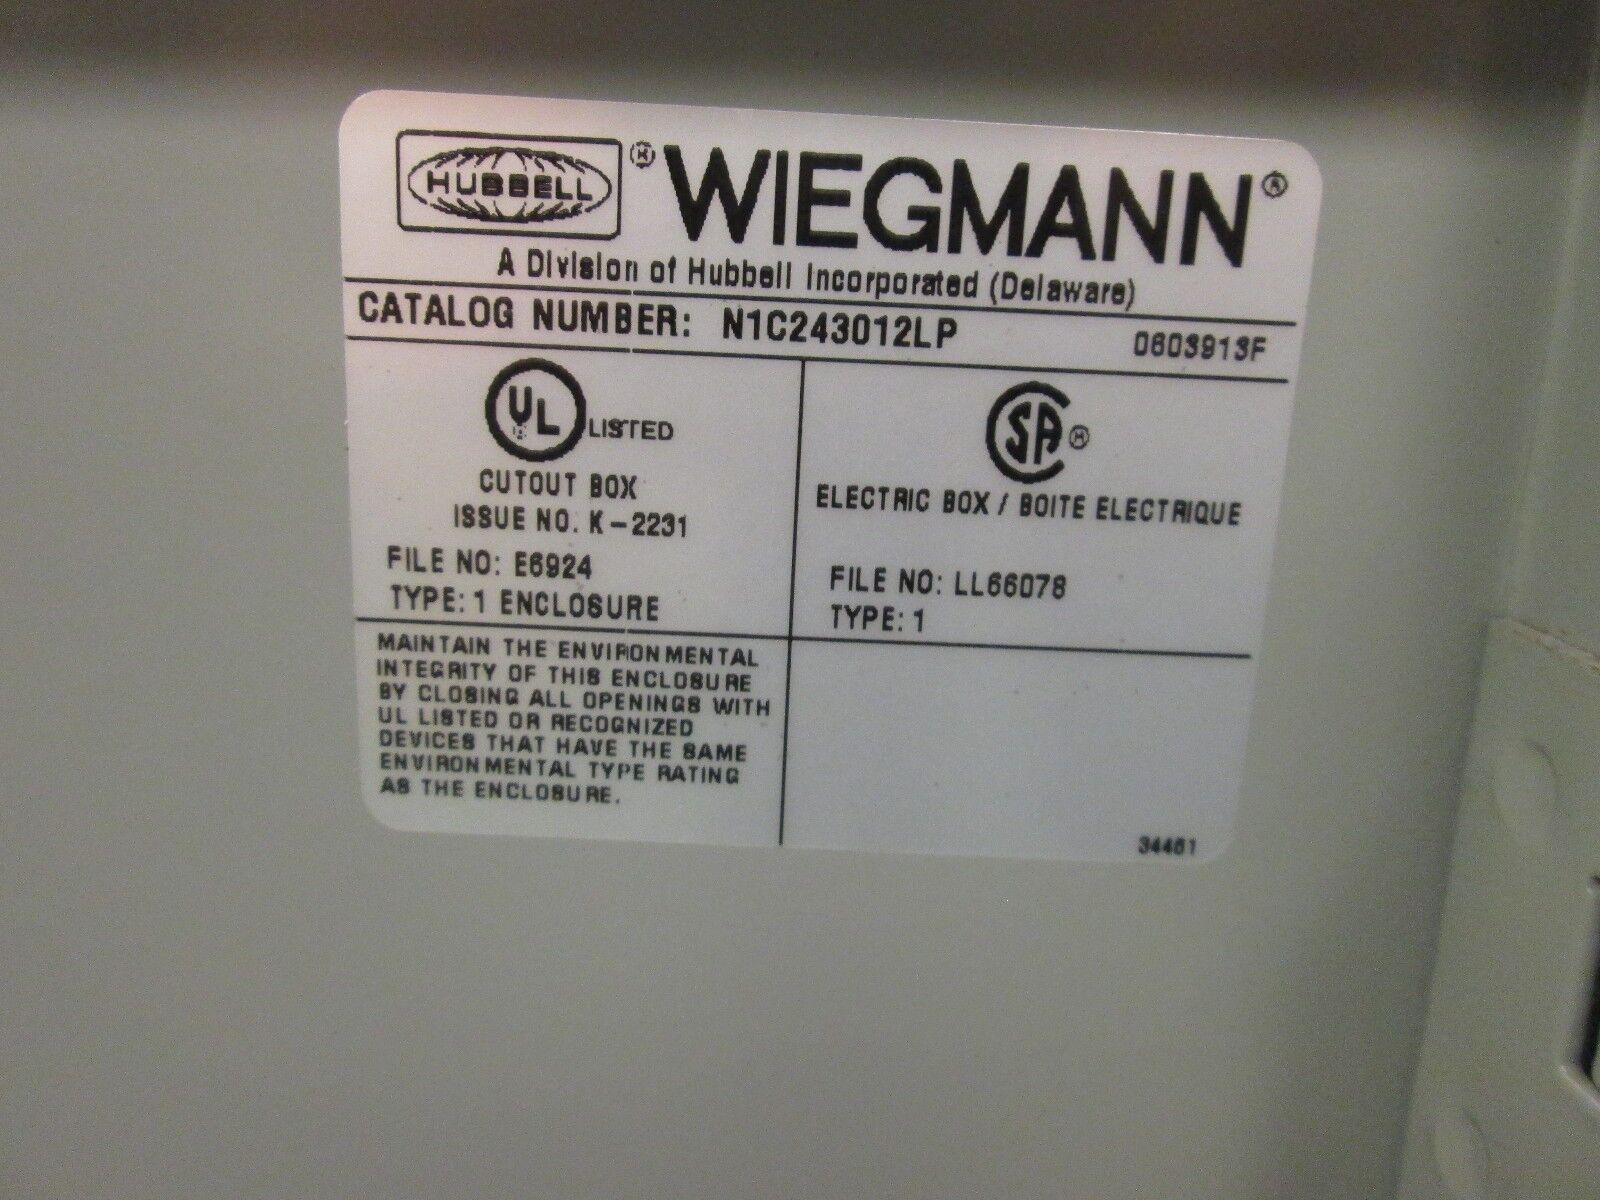 HUBBELL ® WIEGMANN ®
A Division of Hubbell Incorporated (Delaware)
CATALOG NUMBER: N1C243012LP 0603913F
UL LISTED
CUTOUT BOX
ISSUE NO. K-2231
FILE NO: E6924
TYPE: 1 ENCLOSURE
SA ®
ELECTRIC BOX / BOITE ELECTRIQUE
FILE NO: LL66078
TYPE: 1
MAINTAIN THE ENVIRONMENTAL
INTEGRITY OF THIS ENCLOSURE
BY CLOSING ALL OPENINGS WITH
UL LISTED OR RECOGNIZED
DEVICES THAT HAVE THE SAME
ENVIRONMENTAL TYPE RATING
AS THE ENCLOSURE.
34461